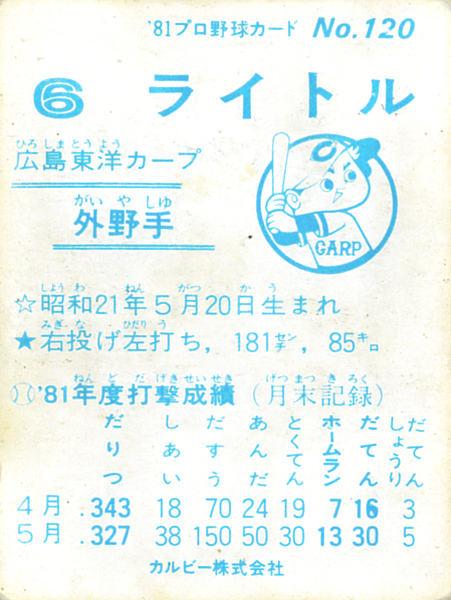 '81プロ野球カード No.120
6 ライトル
ひろしまとうよう
広島東洋カープ
がいやしゅ
外野手
CARP
しょうわ ねん がつ か う
☆昭和21年5月20日生まれ
みぎな ひだりう
★右投げ左打ち，181センチ，85キロ
ねんどだげきせいせき げつまつきろく
'81年度打撃成績（月末記録）
だりつ しあい だすう あんだ とくてん ホームラン だてん しょうりだてん
4月 .343 18 70 24 19 7 16 3
5月 .327 38 150 50 30 13 30 5
カルビー株式会社